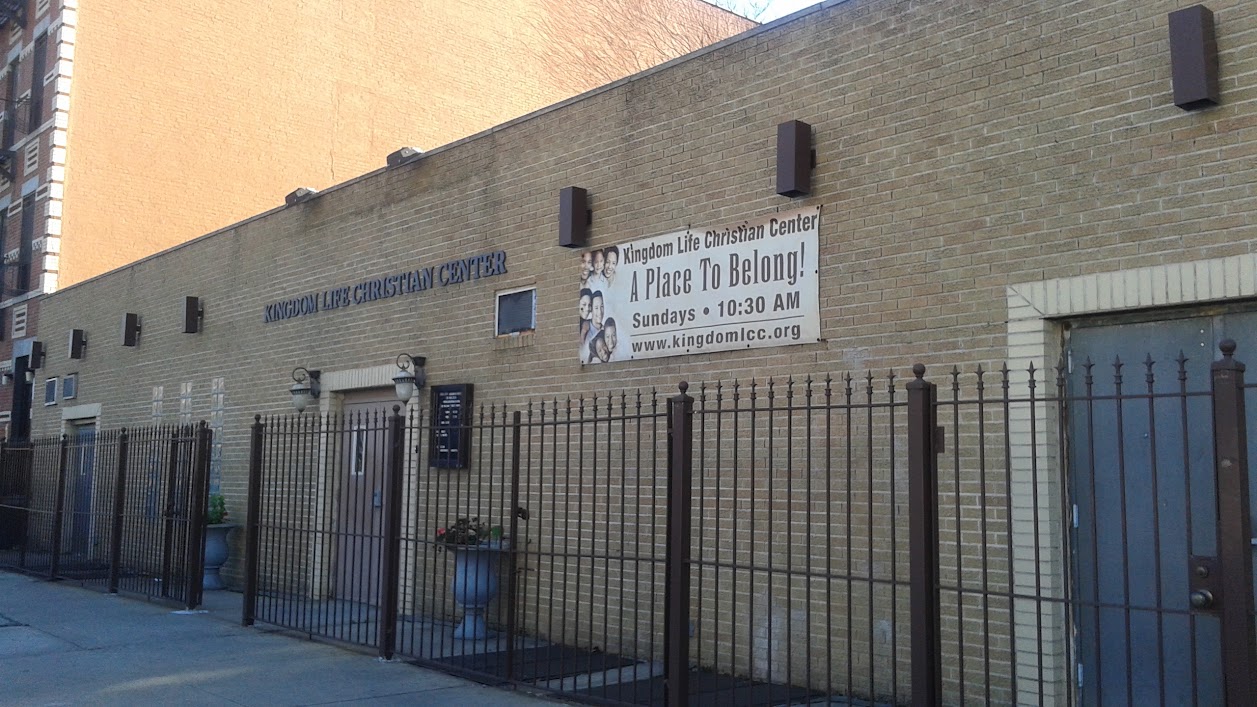 KINGDOM LIFE CHRISTIAN CENTER
Kingdom Life Christian Center
A Place To Belong!
Sundays • 10:30 AM
www.kingdomlcc.org